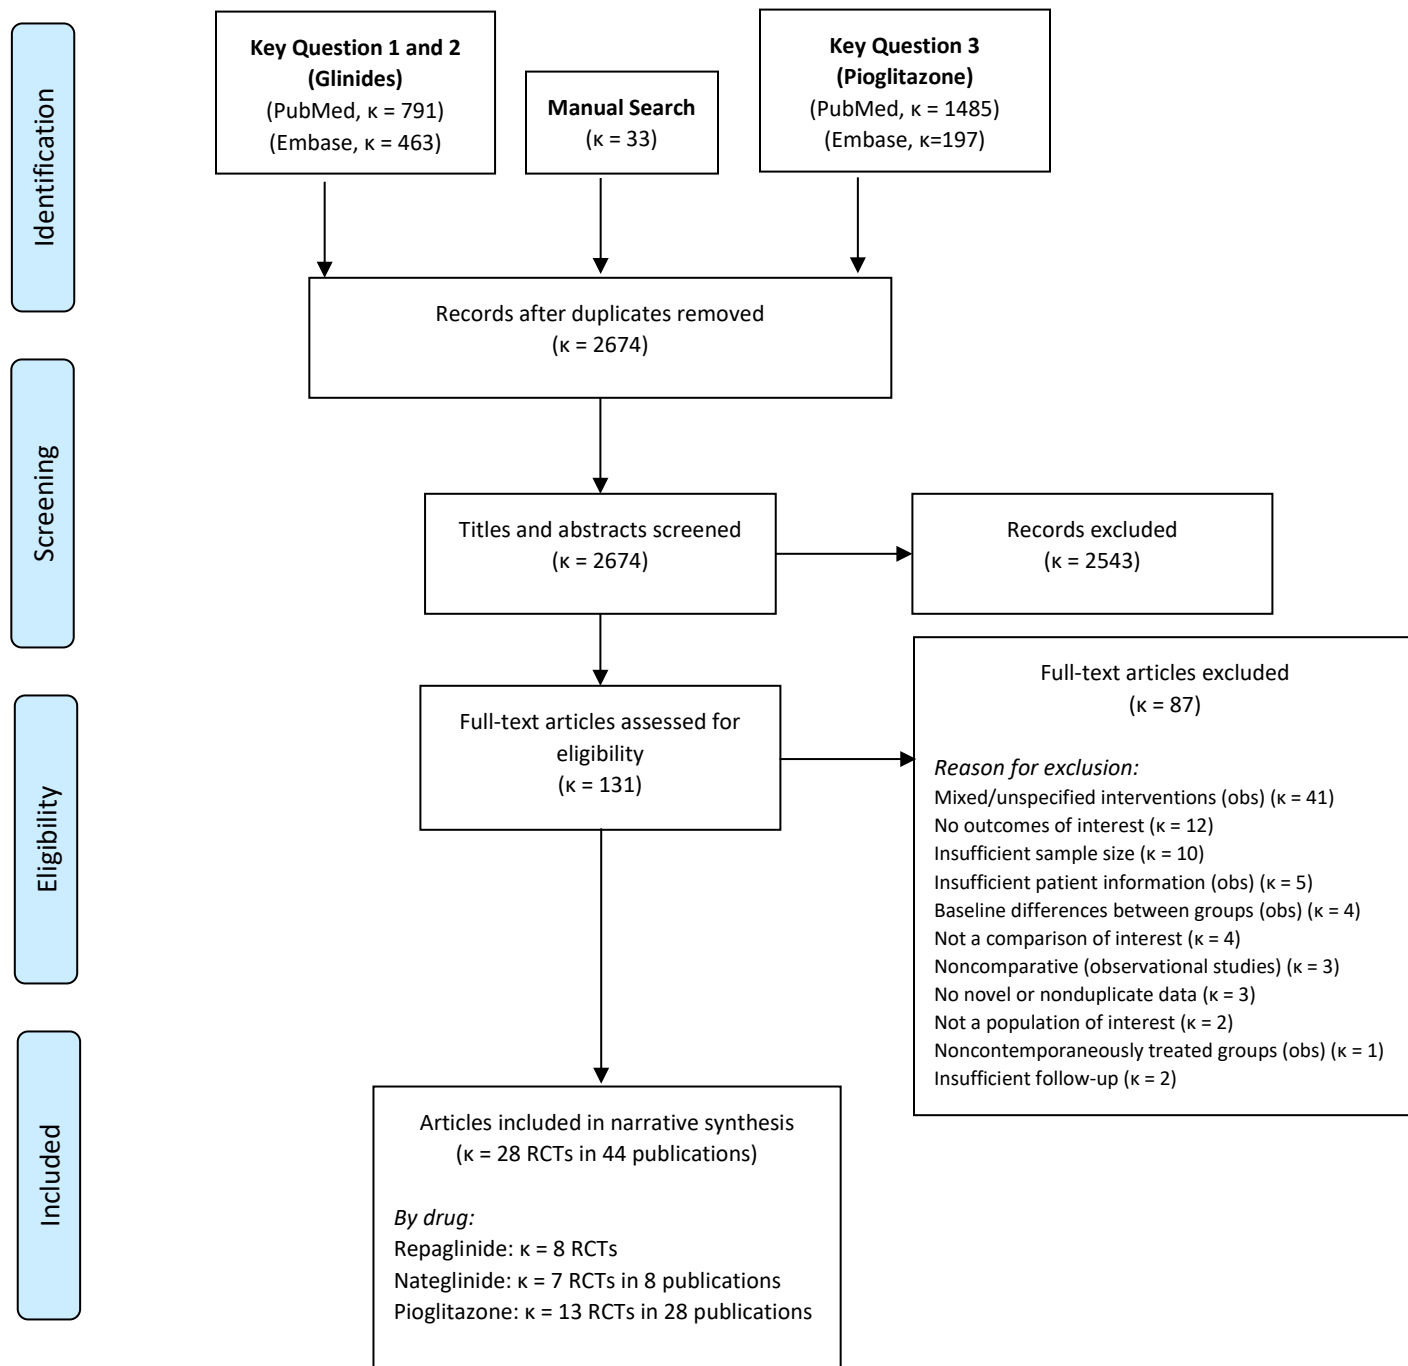 Identification
Key Question 1 and 2
(Glinides)
(PubMed, κ = 791)
(Embase, κ = 463)
Manual Search
(κ = 33)
Key Question 3
(Pioglitazone)
(PubMed, κ = 1485)
(Embase, κ=197)
Records after duplicates removed
(κ = 2674)
Screening
Titles and abstracts screened
(κ = 2674)
Records excluded
(κ = 2543)
Eligibility
Full-text articles assessed for
eligibility
(κ = 131)
Full-text articles excluded
(κ = 87)
Reason for exclusion:
Mixed/unspecified interventions (obs) (κ = 41)
No outcomes of interest (κ = 12)
Insufficient sample size (κ = 10)
Insufficient patient information (obs) (κ = 5)
Baseline differences between groups (obs) (κ = 4)
Not a comparison of interest (κ = 4)
Noncomparative (observational studies) (κ = 3)
No novel or nonduplicate data (κ = 3)
Not a population of interest (κ = 2)
Noncontemporaneously treated groups (obs) (κ = 1)
Insufficient follow-up (κ = 2)
Included
Articles included in narrative synthesis
(κ = 28 RCTs in 44 publications)
By drug:
Repaglinide: κ = 8 RCTs
Nateglinide: κ = 7 RCTs in 8 publications
Pioglitazone: κ = 13 RCTs in 28 publications